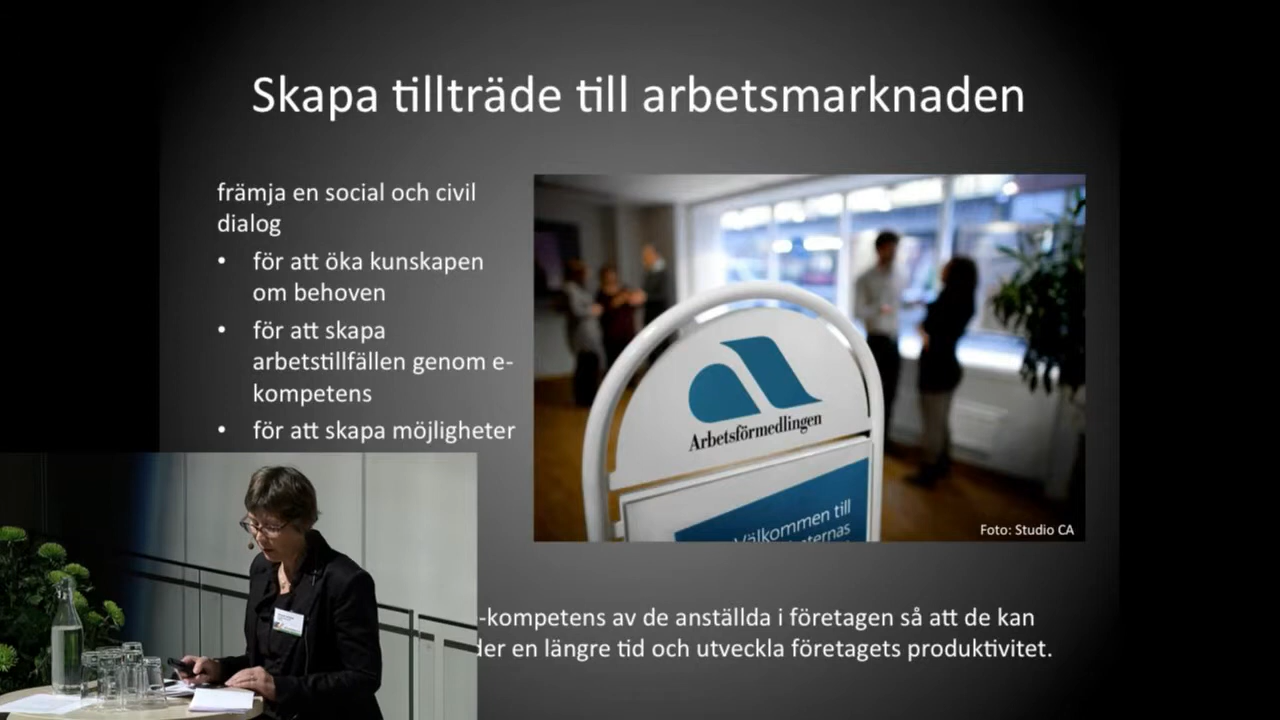 Skapa tillträde till arbetsmarknaden
främja en social och civil
dialog
• för att öka kunskapen
om behoven
• för att skapa
arbetstillfällen genom e-
kompetens
• för att skapa möjligheter
Arbetsförmedlingen
Välkommen till
Foto: Studio CA
-kompetens av de anställda i företagen så att de kan
en längre tid och utveckla företagets produktivitet.